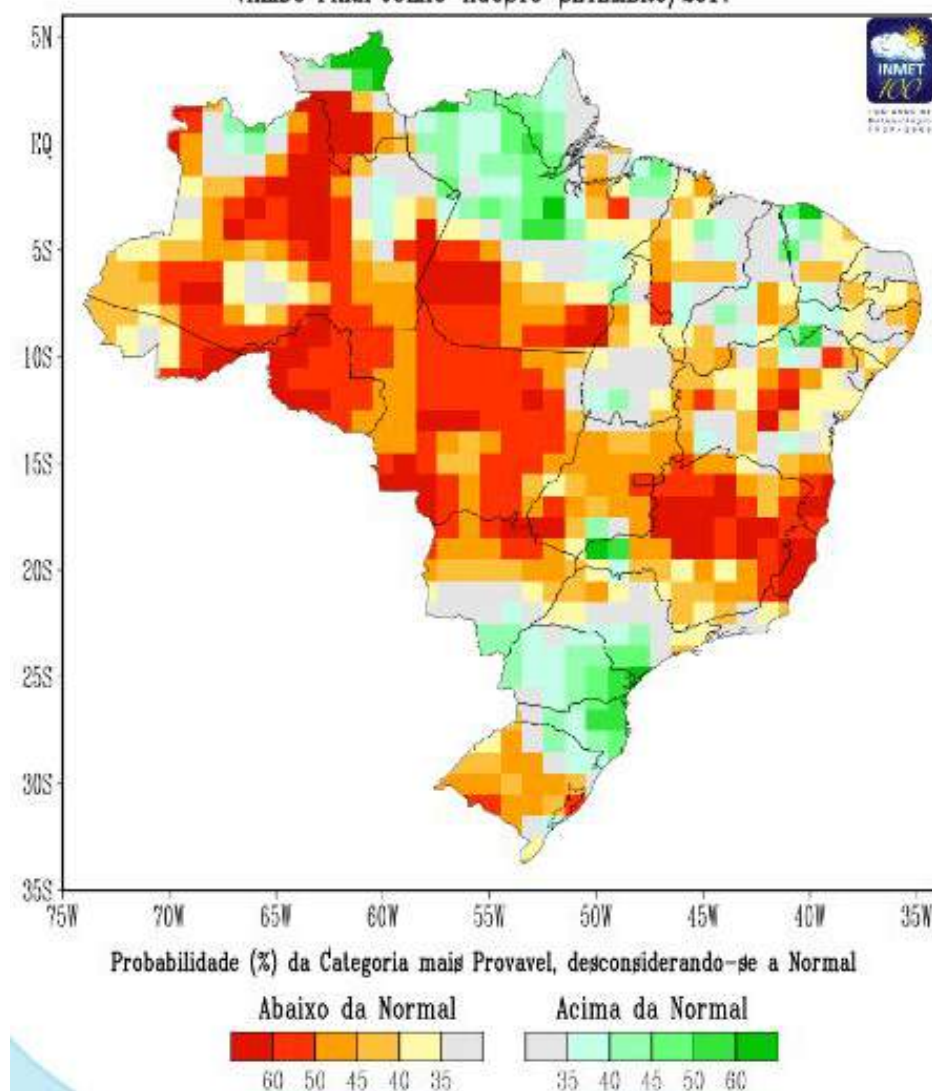 5N
INMET
100
EQ
5S
10S
15S
20S
25S
30S
35S
75W 70W 65W 60W 55W 50W 45W 40W 35W
Probabilidade (%) da Categoria mais Provavel, desconsiderando-se a Normal
Abaixo da Normal Acima da Normal
60 50 45 40 35 35 40 45 50 60